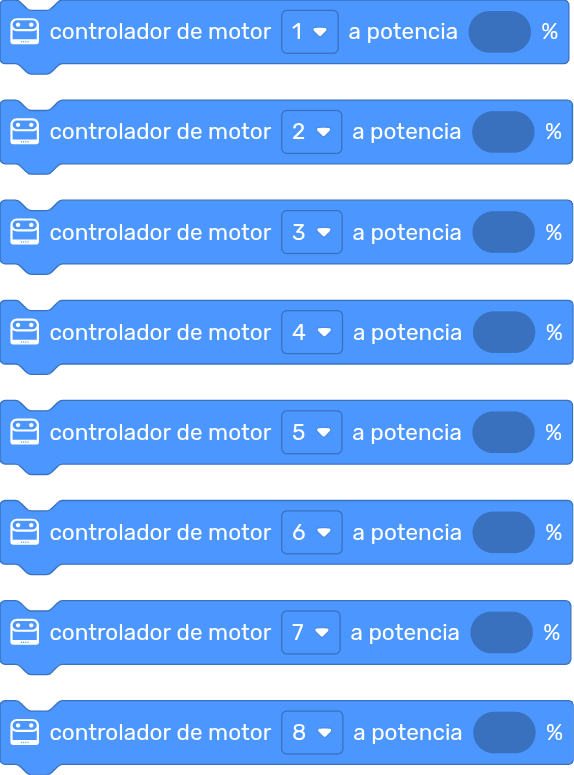 controlador de motor 1 a potencia %
controlador de motor 2 a potencia %
controlador de motor 3 a potencia %
controlador de motor 4 a potencia %
controlador de motor 5 a potencia %
controlador de motor 6 a potencia %
controlador de motor 7 a potencia %
controlador de motor 8 a potencia %